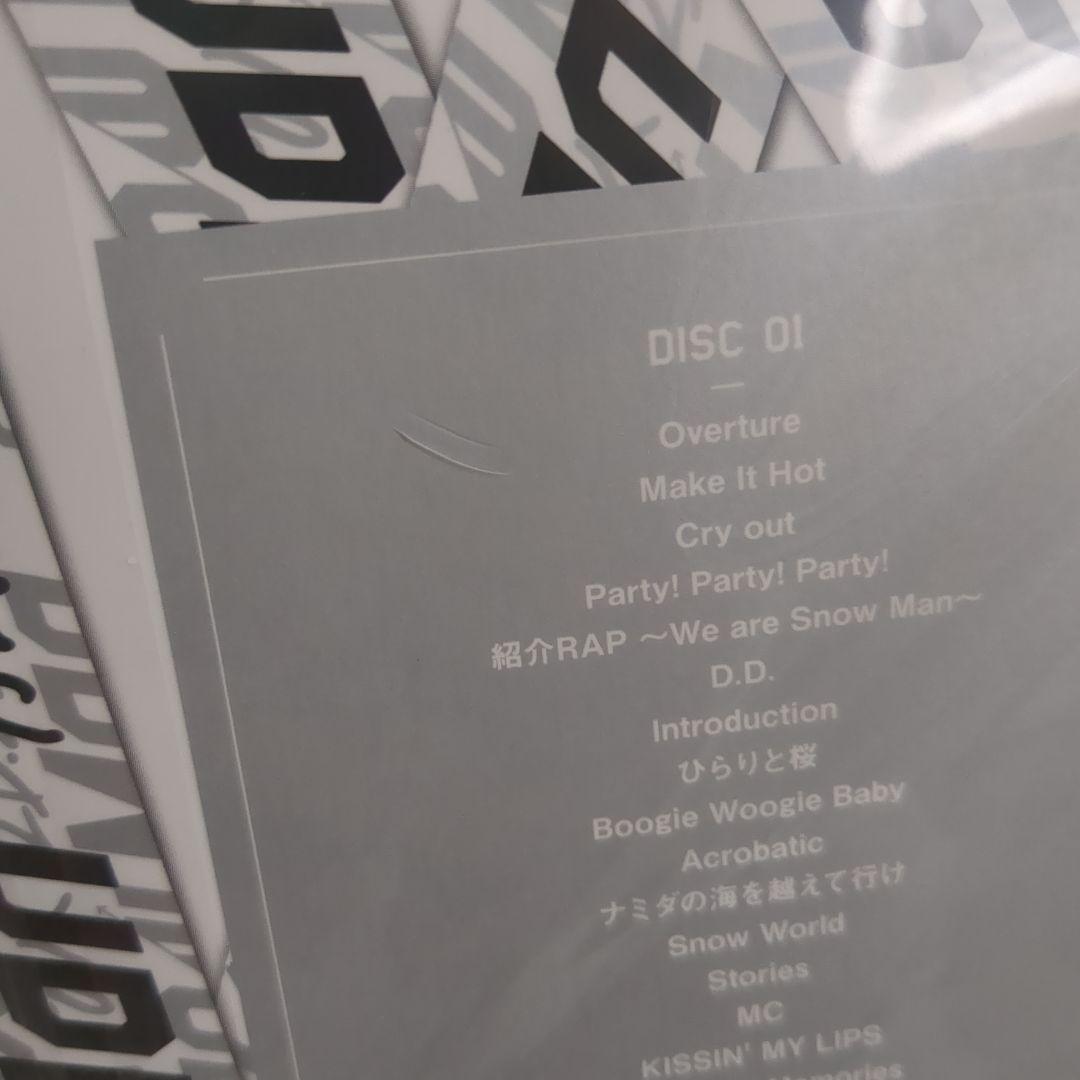 DISC 01
Overture
Make It Hot
Cry out
Party! Party! Party!
紹介RAP ～We are Snow Man～
D.D.
Introduction
ひらりと桜
Boogie Woogie Baby
Acrobatic
ナミダの海を越えて行け
Snow World
Stories
MC
KISSIN' MY LIPS
Memories